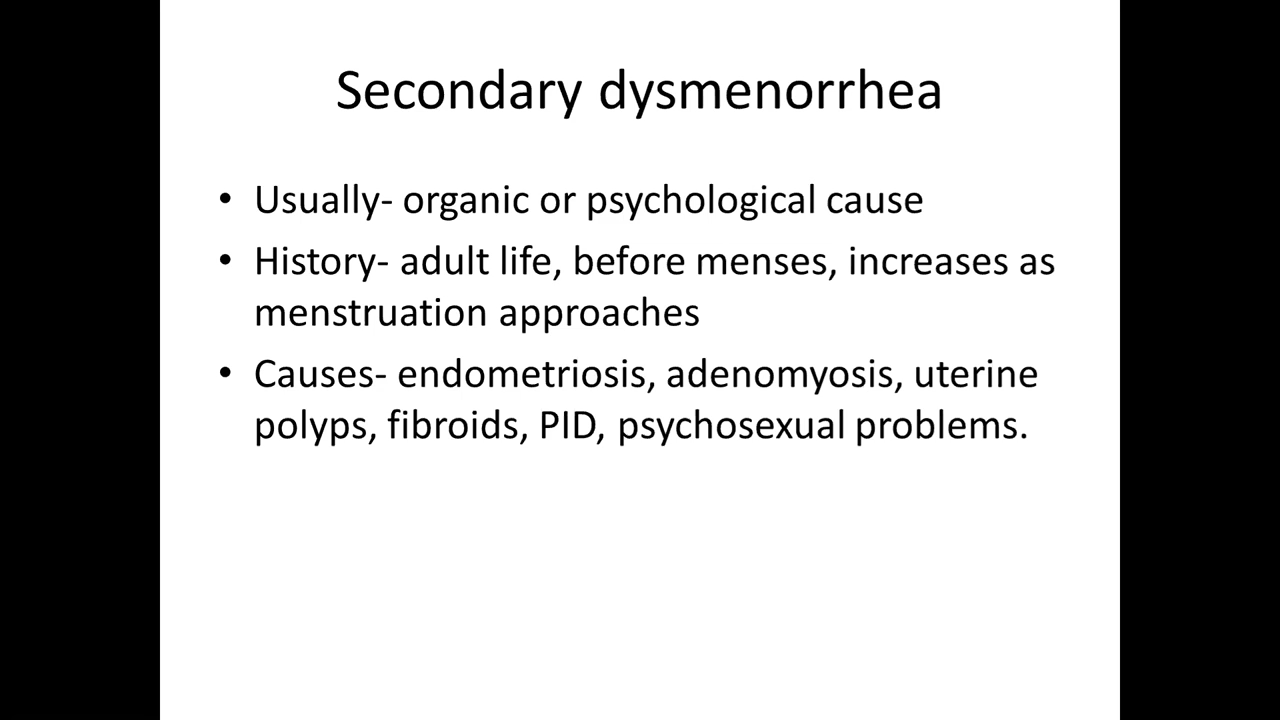 Secondary dysmenorrhea
• Usually- organic or psychological cause
• History- adult life, before menses, increases as
menstruation approaches
• Causes- endometriosis, adenomyosis, uterine
polyps, fibroids, PID, psychosexual problems.